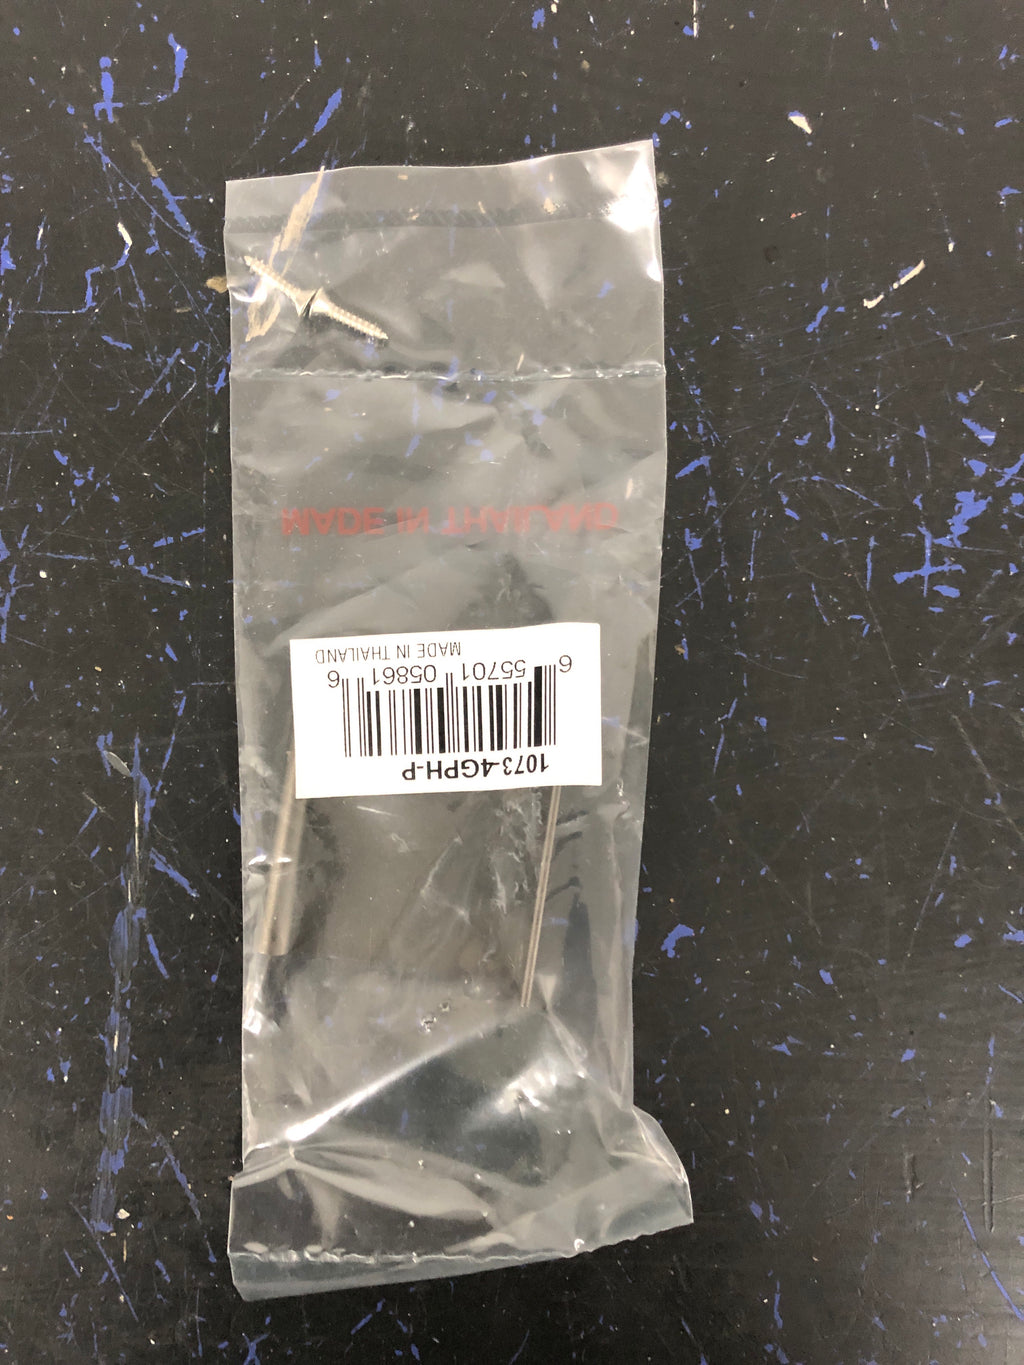 1073-4GPH-P
6 55701 05861 6
MADE IN THAILAND
MADE IN THAILAND